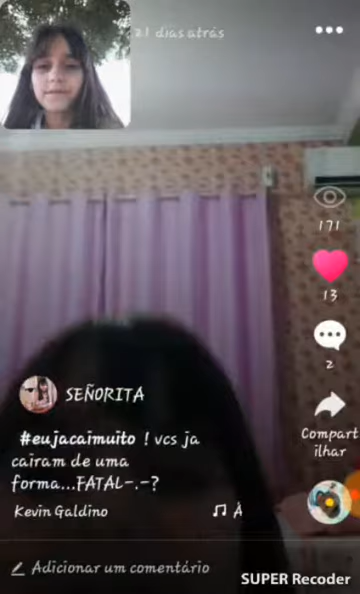 21 dias atrás
171
13
2
SEÑORITA
Compart
ilhar
#eujacaimuito ! vcs ja
cairam de uma
forma...FATAL-.-?
Kevin Galdino
À
Adicionar um comentário
SUPER Recoder